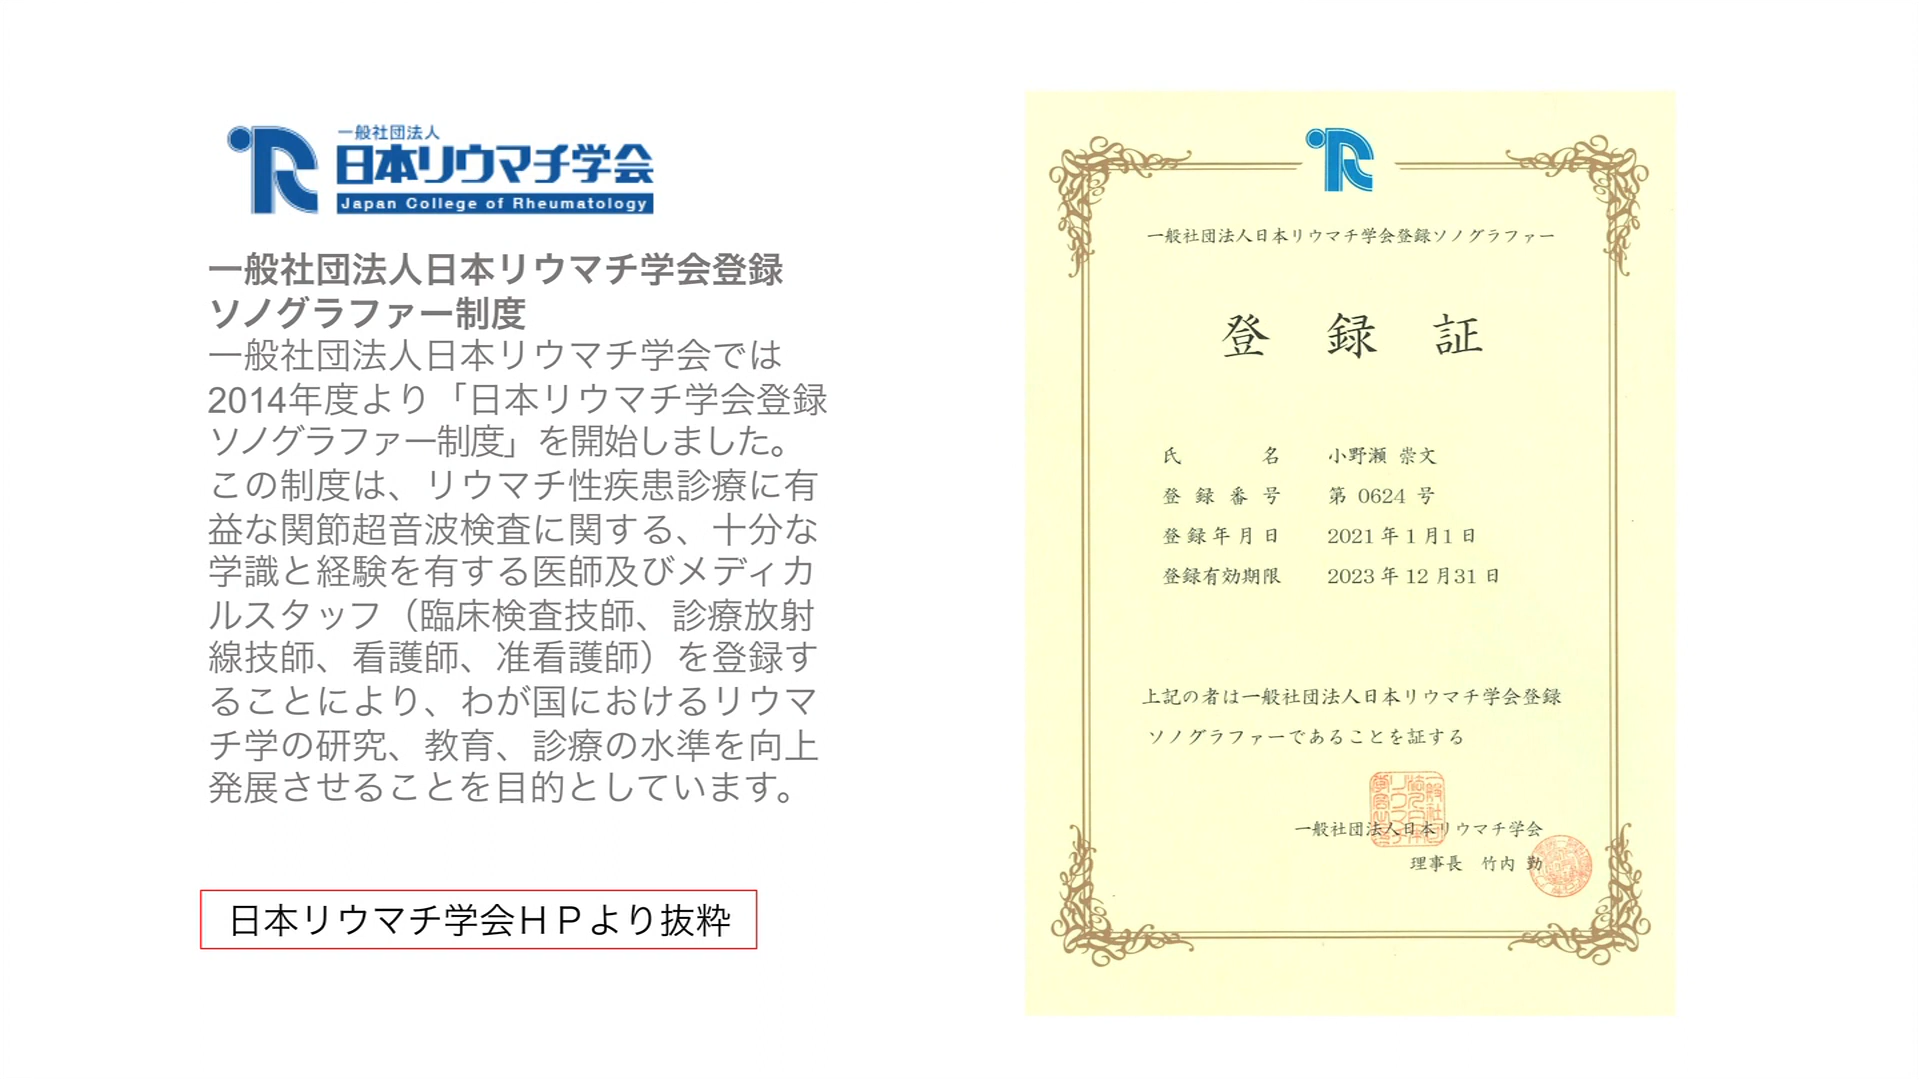 一般社団法人
日本リウマチ学会
Japan College of Rheumatology
一般社団法人日本リウマチ学会登録
ソノグラファー制度
一般社団法人日本リウマチ学会では
2014年度より「日本リウマチ学会登録
ソノグラファー制度」を開始しました。
この制度は、リウマチ性疾患診療に有
益な関節超音波検査に関する、十分な
学識と経験を有する医師及びメディカ
ルスタッフ（臨床検査技師、診療放射
線技師、看護師、准看護師）を登録す
ることにより、わが国におけるリウマ
チ学の研究、教育、診療の水準を向上
発展させることを目的としています。
日本リウマチ学会ＨＰより抜粋
一般社団法人日本リウマチ学会登録ソノグラファー
登 録 証
氏 名 小野瀬 崇文
登 録 番 号 第 0624 号
登録年月日 2021 年 1 月1 日
登録有効期限 2023 年 12 月31 日
上記の者は一般社団法人日本リウマチ学会登録
ソノグラファーであることを証する
一般社団法人日本リウマチ学会
理事長 竹内 勤